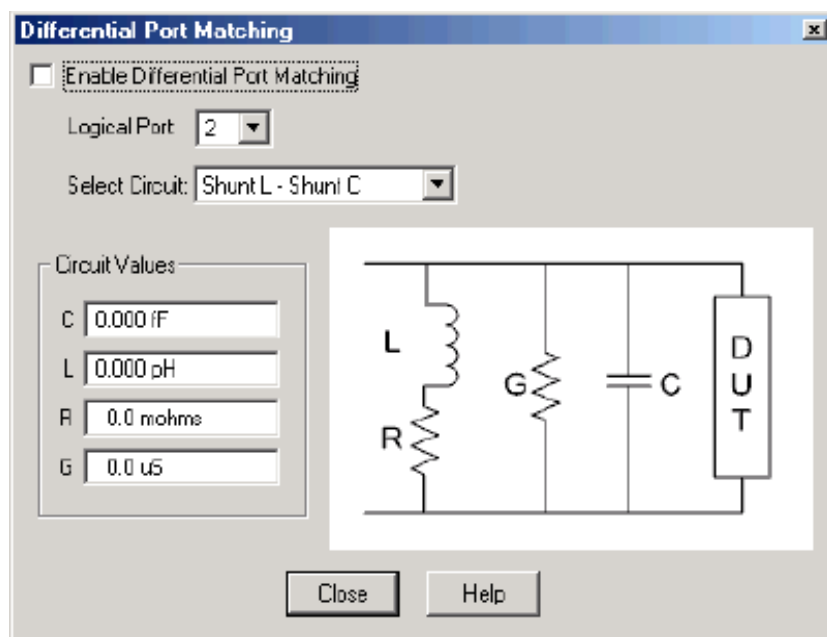 Differential Port Matching
Enable Differential Port Matching
Logical Port 2
Select Circuit: Shunt L - Shunt C
Circuit Values
C 0.000 fF
L 0.000 pH
R 0.0 mohms
G 0.0 uS
L
R
G
C
DUT
Close
Help